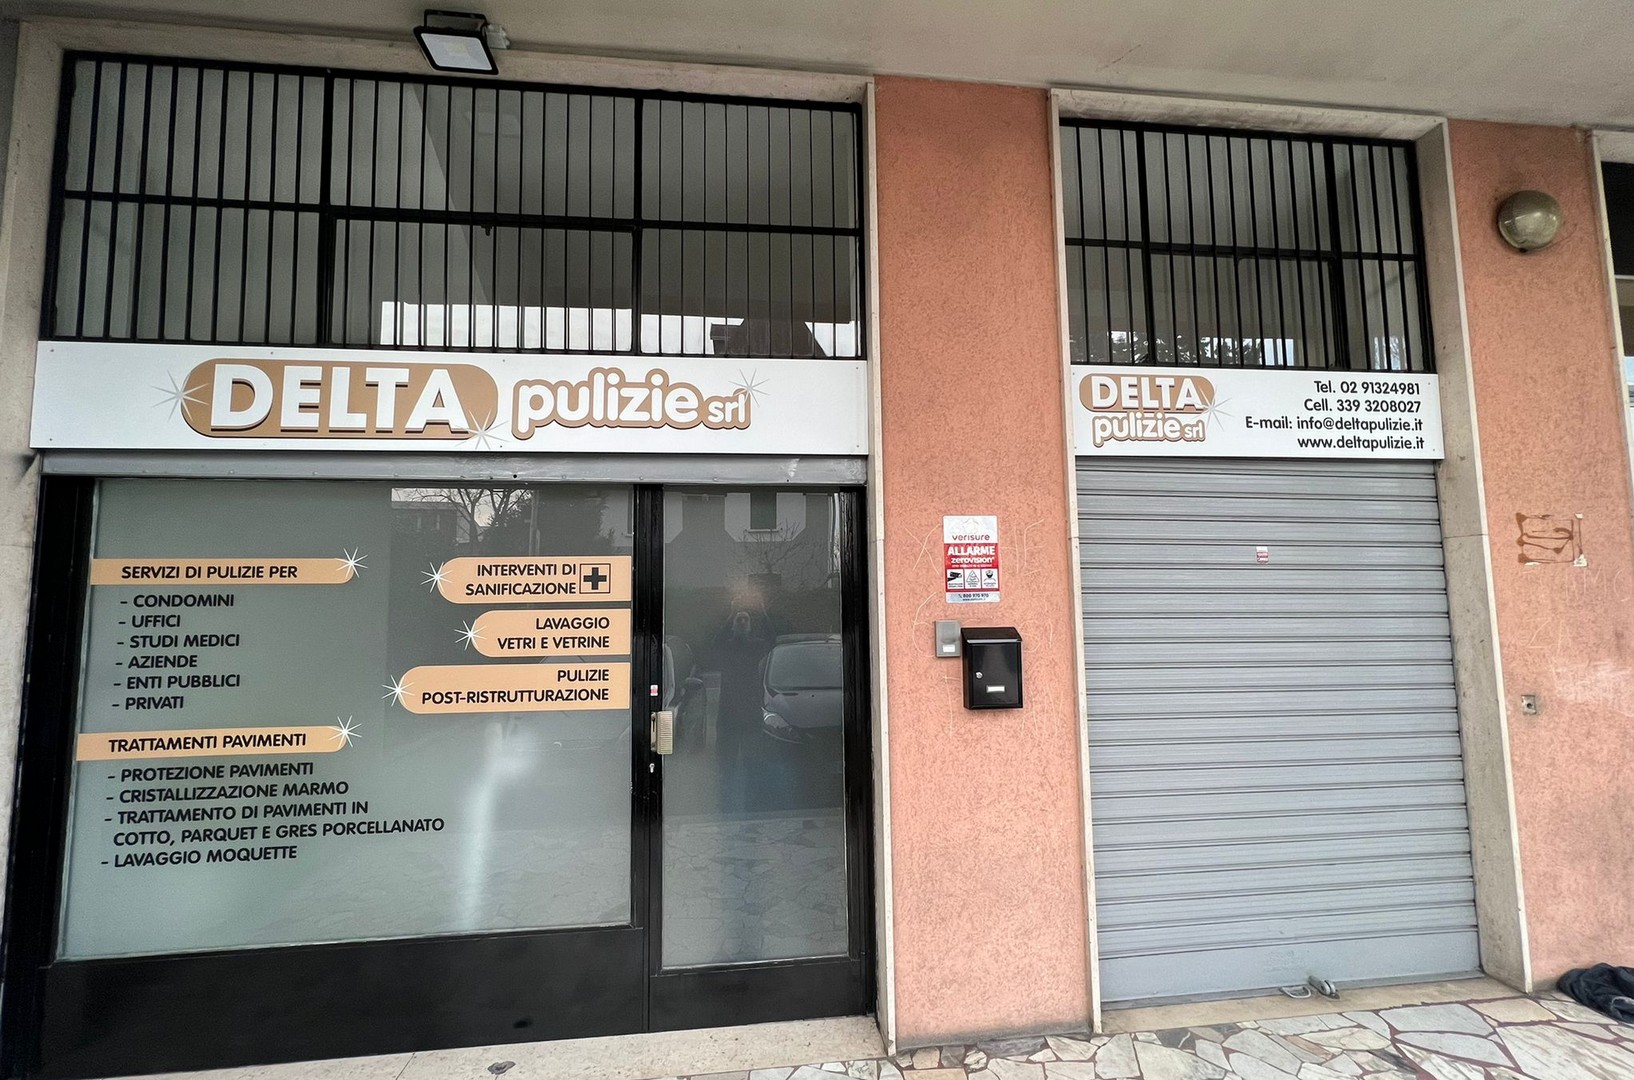 DELTA pulizie srl
DELTA
pulizie srl
Tel. 02 91324981
Cell. 339 3208027
E-mail: info@deltapulizie.it
www.deltapulizie.it
SERVIZI DI PULIZIE PER
- CONDOMINI
- UFFICI
- STUDI MEDICI
- AZIENDE
- ENTI PUBBLICI
- PRIVATI
TRATTAMENTI PAVIMENTI
- PROTEZIONE PAVIMENTI
- CRISTALLIZZAZIONE MARMO
- TRATTAMENTO DI PAVIMENTI IN
COTTO, PARQUET E GRES PORCELLANATO
- LAVAGGIO MOQUETTE
INTERVENTI DI
SANIFICAZIONE
LAVAGGIO
VETRI E VETRINE
PULIZIE
POST-RISTRUTTURAZIONE
verisure
ALLARME
zerovision